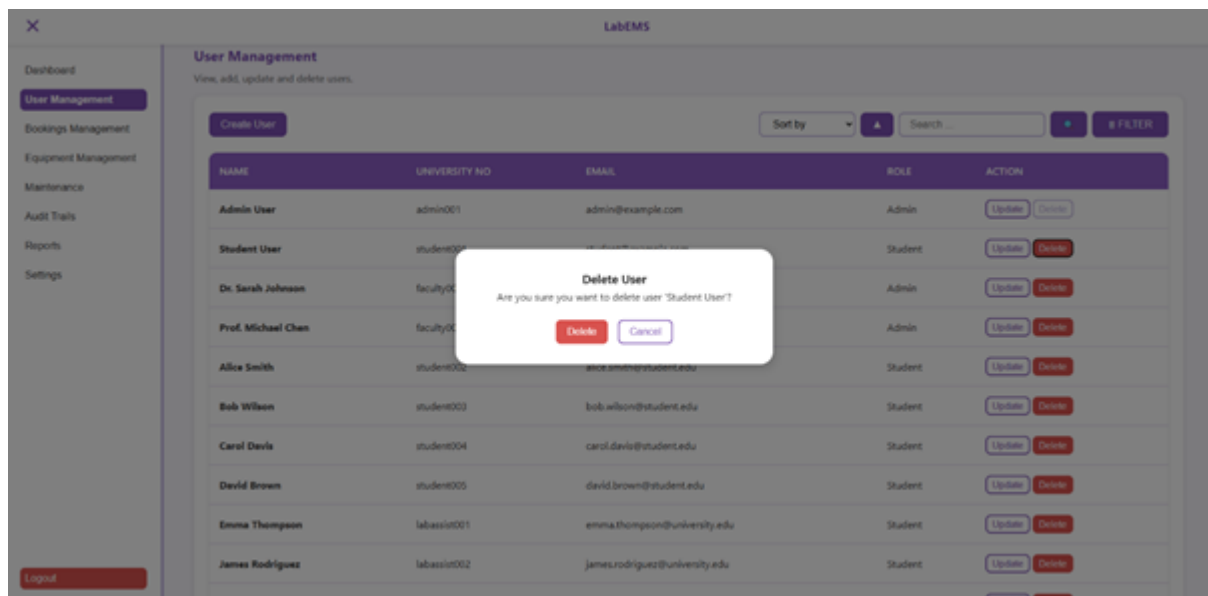 LabEMS
Dashboard
User Management
Bookings Management
Equipment Management
Maintenance
Audit Trails
Reports
Settings
Logout
User Management
View, add, update and delete users.
Create User
Sort by
▲
Search ...
FILTER
NAME UNIVERSITY NO EMAIL ROLE ACTION
Admin User admin001 admin@example.com Admin Update Delete
Student User Student Update Delete
Dr. Sarah Johnson Admin Update Delete
Prof. Michael Chen Admin Update Delete
Alice Smith student002 alice.smith@student.edu Student Update Delete
Bob Wilson student003 bob.wilson@student.edu Student Update Delete
Carol Davis student004 carol.davis@student.edu Student Update Delete
David Brown student005 david.brown@student.edu Student Update Delete
Emma Thompson labassist001 emma.thompson@university.edu Student Update Delete
James Rodriguez labassist002 james.rodriguez@university.edu Student Update Delete
Delete User
Are you sure you want to delete user 'Student User'?
Delete Cancel